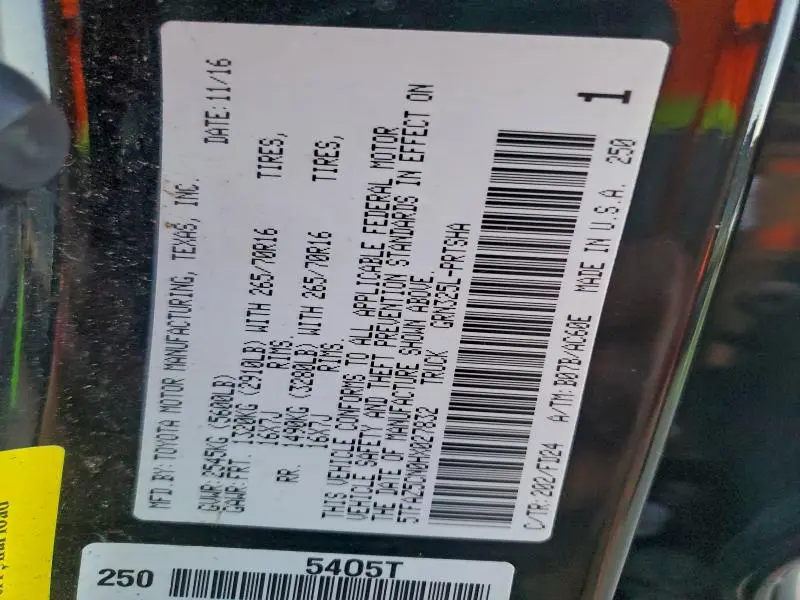 MFD.BY: TOYOTA MOTOR MANUFACTURING, TEXAS, INC. DATE: 11/16
GVWR: 2545KG (5600LB)
GAWR: FRT 1320KG (2910LB) WITH 265/70R16 TIRES,
16X7J RIMS.
RR. 1490KG (3280LB) WITH 265/70R16 TIRES,
16X7J RIMS.
THIS VEHICLE CONFORMS TO ALL APPLICABLE FEDERAL MOTOR
VEHICLE SAFETY AND THEFT PREVENTION STANDARDS IN EFFECT ON
THE DATE OF MANUFACTURE SHOWN ABOVE.
TRUCK GRNX25L-PRTSHA
1
C/TR: 202/FD24 A/TM: B07B/AC60E MADE IN U.S.A. 250
5405T
250